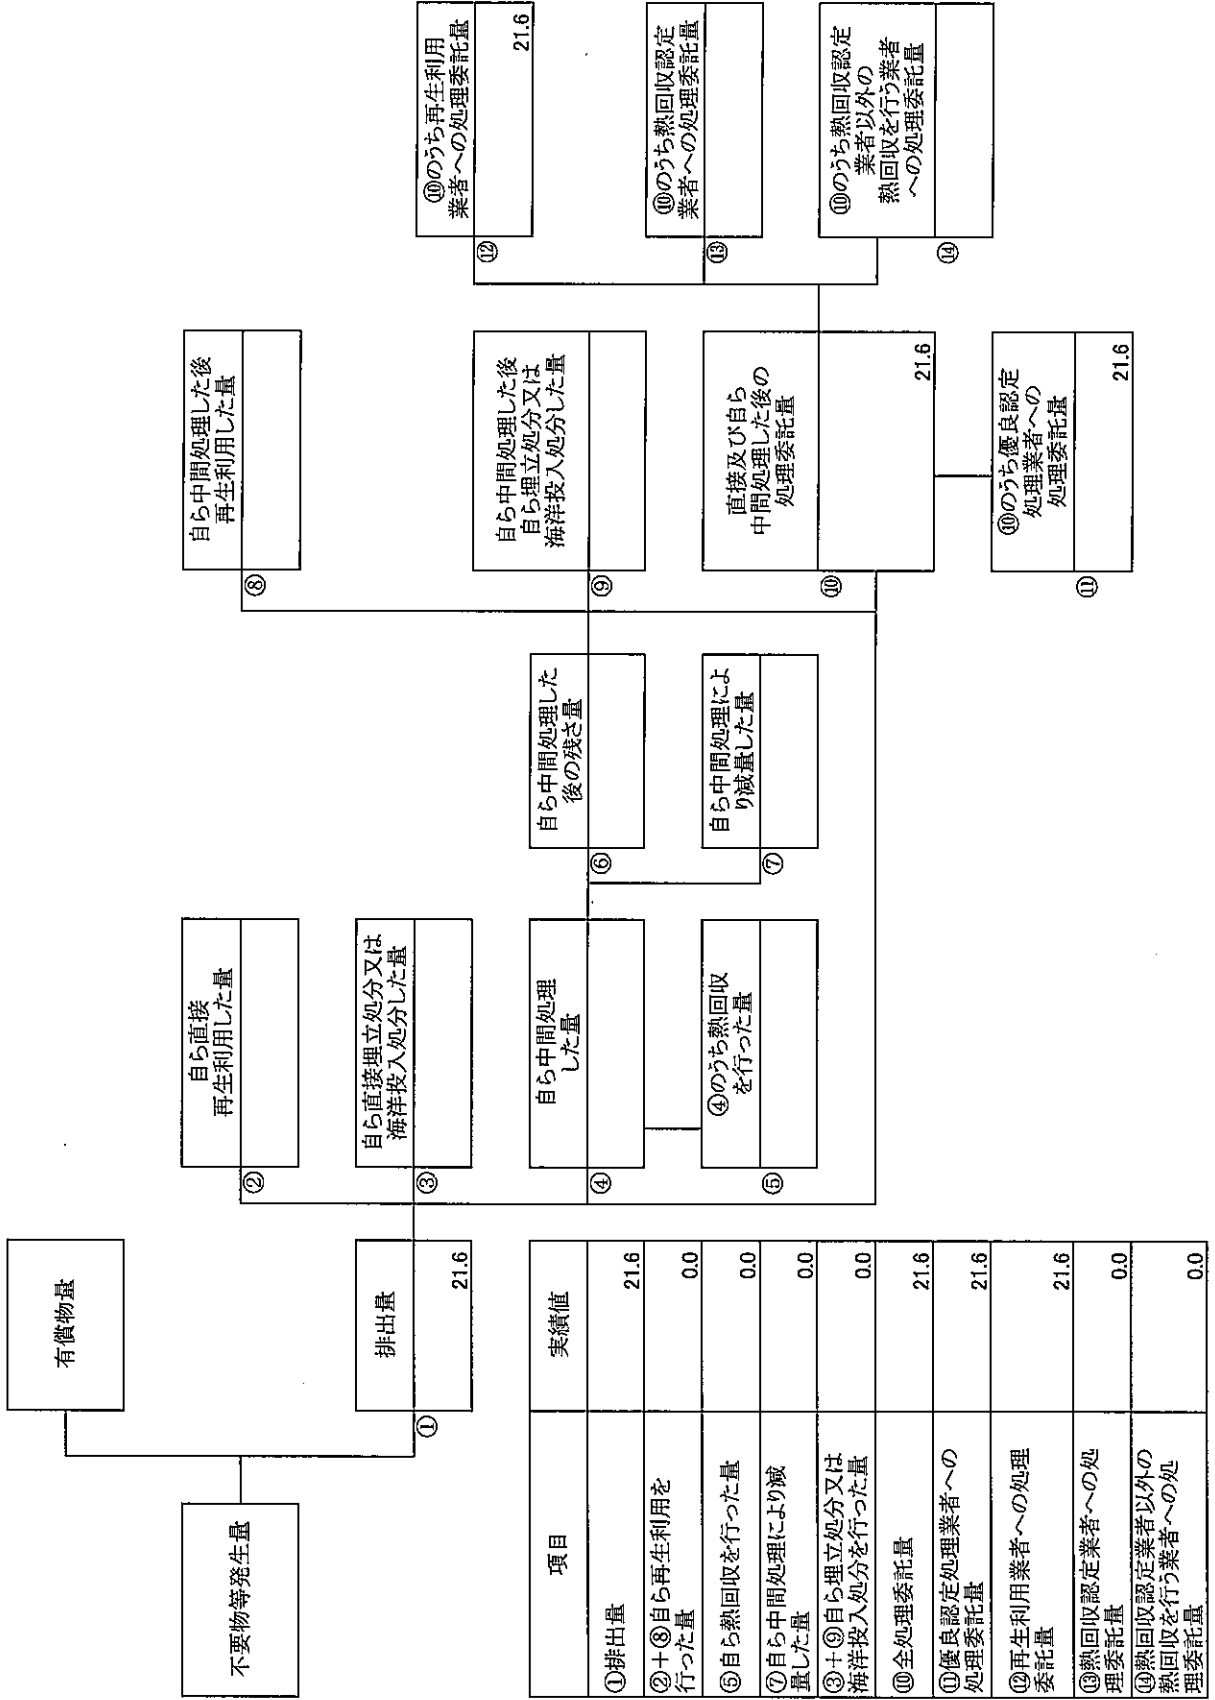 不要物等発生量
有償物量
①
排出量
21.6
②
自ら直接
再生利用した量
③
自ら直接埋立処分又は
海洋投入処分した量
④
自ら中間処理
した量
⑤
④のうち熱回収
を行った量
⑥
自ら中間処理した
後の残さ量
⑦
自ら中間処理によ
り減量した量
⑧
自ら中間処理した後
再生利用した量
⑨
自ら中間処理した後
自ら埋立処分又は
海洋投入処分した量
⑩
直接及び自ら
中間処理した後の
処理委託量
21.6
⑪
⑩のうち優良認定
処理業者への
処理委託量
21.6
⑫
⑩のうち再生利用
業者への処理委託量
21.6
⑬
⑩のうち熱回収認定
業者への処理委託量
⑭
⑩のうち熱回収認定
業者以外の
熱回収を行う業者
への処理委託量
項目 実績値
①排出量 21.6
②+⑧自ら再生利用を
行った量 0.0
⑤自ら熱回収を行った量 0.0
⑦自ら中間処理により減
量した量 0.0
③+⑨自ら埋立処分又は
海洋投入処分を行った量 0.0
⑩全処理委託量 21.6
⑪優良認定処理業者への
処理委託量 21.6
⑫再生利用業者への処理
委託量 21.6
⑬熱回収認定業者への処
理委託量 0.0
⑭熱回収認定業者以外の
熱回収を行う業者への処
理委託量 0.0